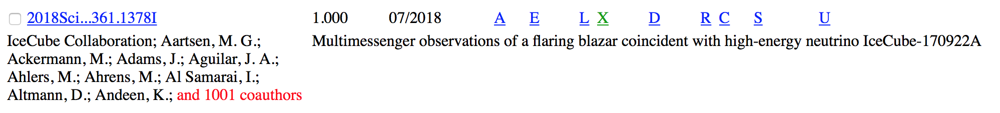 2018Sci...361.1378I 1.000 07/2018 A E L X D R C S U
IceCube Collaboration; Aartsen, M. G.; Multimessenger observations of a flaring blazar coincident with high-energy neutrino IceCube-170922A
Ackermann, M.; Adams, J.; Aguilar, J. A.;
Ahlers, M.; Ahrens, M.; Al Samarai, I.;
Altmann, D.; Andeen, K.; and 1001 coauthors